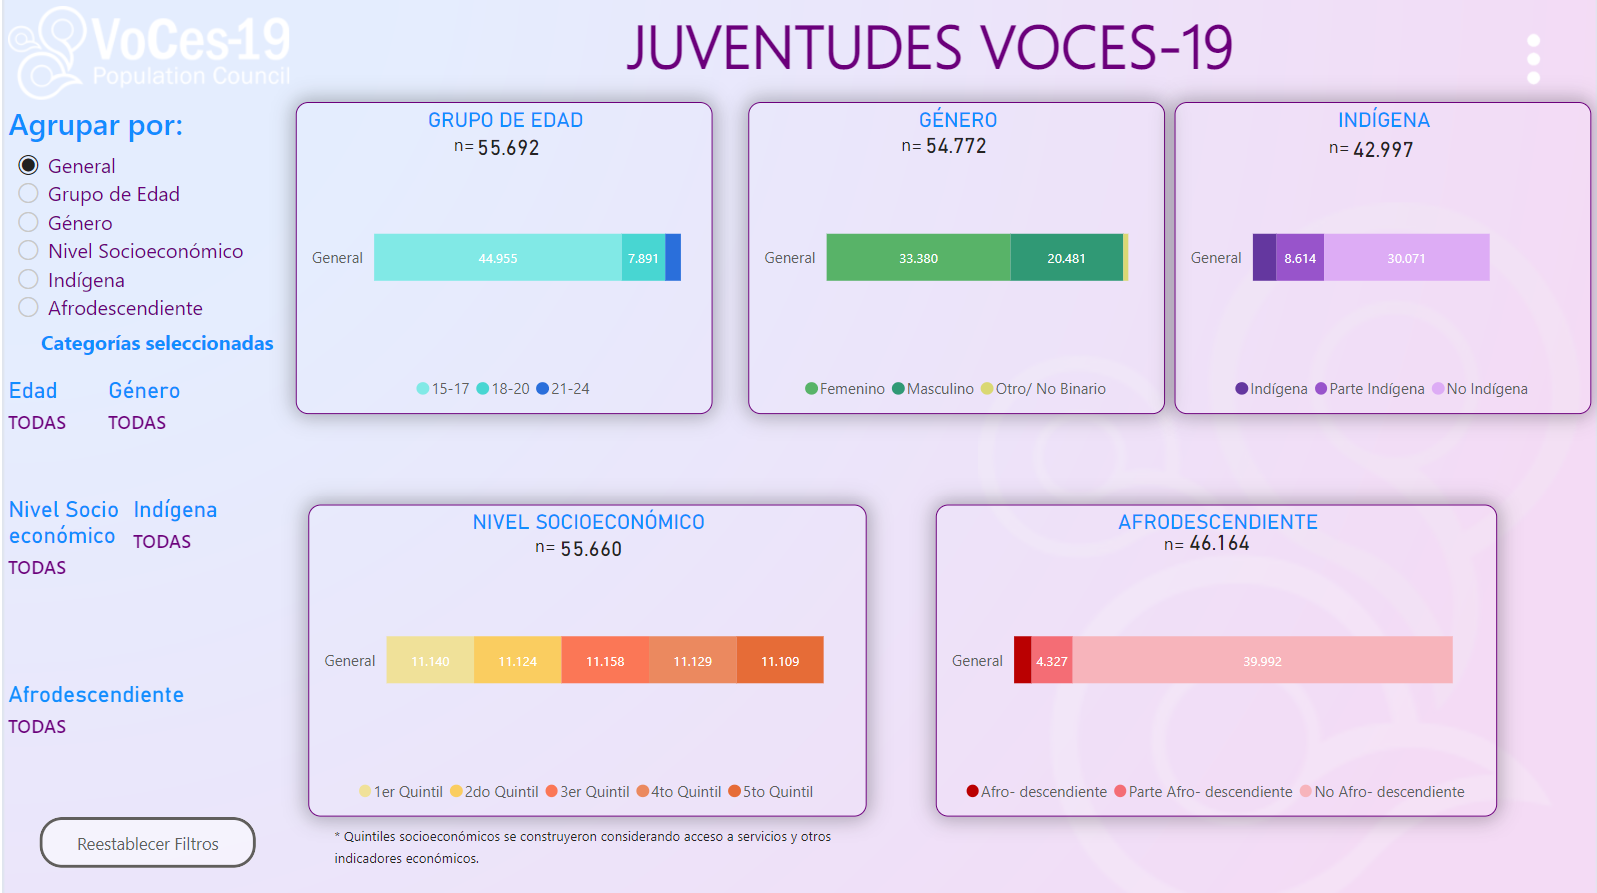 VoCes-19
Population Council
JUVENTUDES VOCES-19
Agrupar por:
General
Grupo de Edad
Género
Nivel Socioeconómico
Indígena
Afrodescendiente
Categorías seleccionadas
Edad Género
TODAS TODAS
Nivel Socio
económico
TODAS
Indígena
TODAS
Afrodescendiente
TODAS
Reestablecer Filtros
GRUPO DE EDAD
n= 55.692
General 44.955 7.891
15-17 18-20 21-24
GÉNERO
n= 54.772
General 33.380 20.481
Femenino Masculino Otro/ No Binario
INDÍGENA
n= 42.997
General 8.614 30.071
Indígena Parte Indígena No Indígena
NIVEL SOCIOECONÓMICO
n= 55.660
General 11.140 11.124 11.158 11.129 11.109
1er Quintil 2do Quintil 3er Quintil 4to Quintil 5to Quintil
* Quintiles socioeconómicos se construyeron considerando acceso a servicios y otros
indicadores económicos.
AFRODESCENDIENTE
n= 46.164
General 4.327 39.992
Afro- descendiente Parte Afro- descendiente No Afro- descendiente